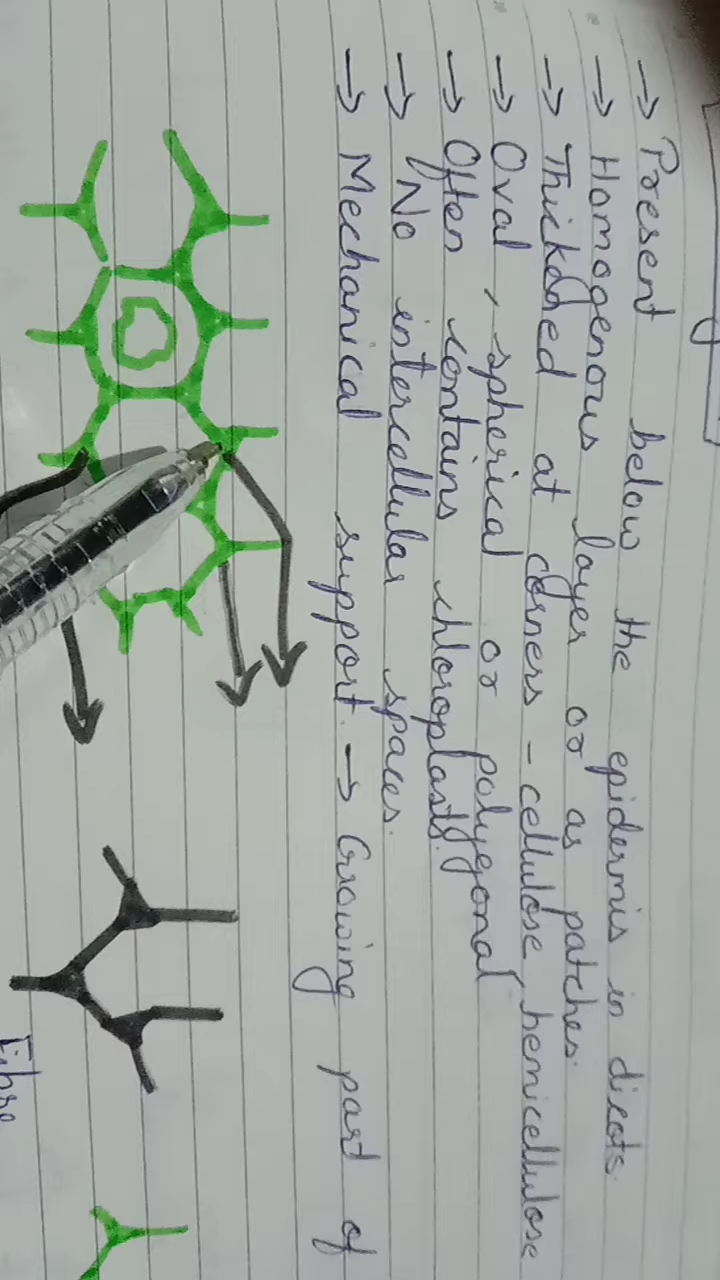 → Present below the epidermis in dicots.
→ Homogenous layer or as patches.
→ Thickened at corners - cellulose, hemicellulose
→ Oval, spherical or polygonal
→ Often contains chloroplasts.
→ No intercellular spaces.
→ Mechanical support. → Growing part of